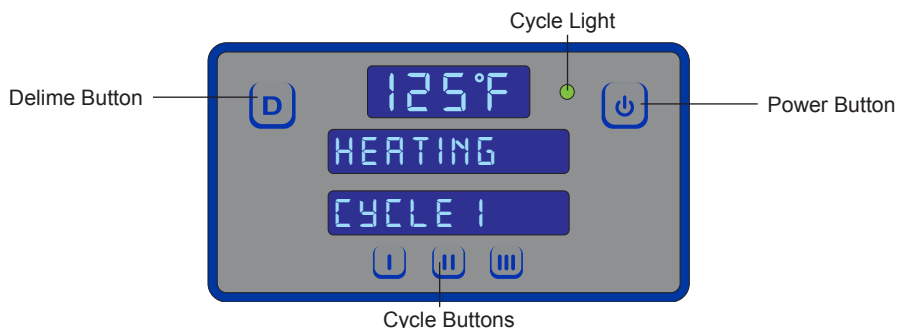 Cycle Light
125°F
Delime Button
D
Power Button
HEATING
CYCLE 1
I II III
Cycle Buttons